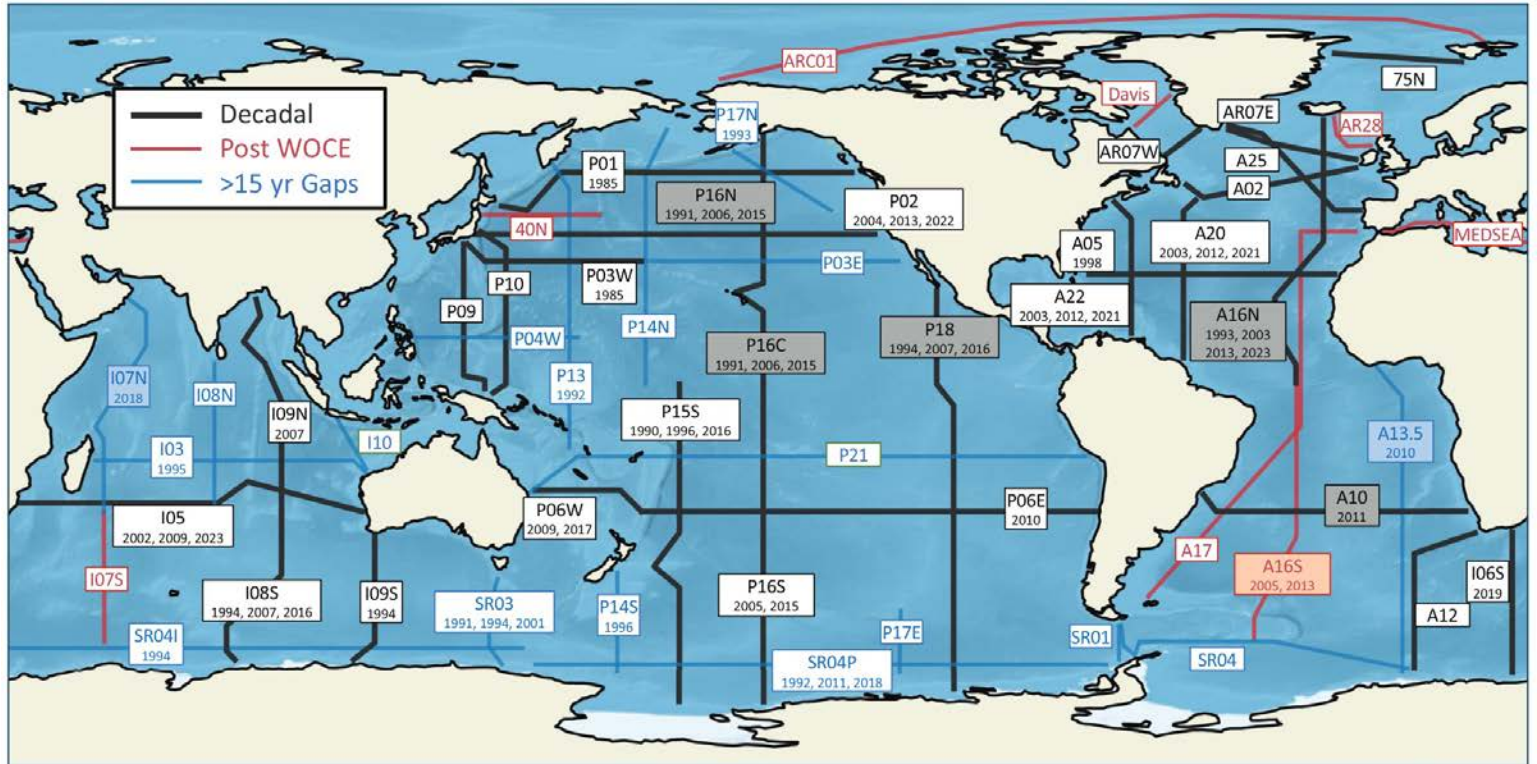 ARC01
75N
Davis
AR07E
AR28
P17N
1993
AR07W
A25
A02
Decadal
Post WOCE
>15 yr Gaps
P01
1985
P16N
1991, 2006, 2015
P02
2004, 2013, 2022
40N
A05
1998
A20
2003, 2012, 2021
MEDSEA
P03E
P03W
1985
P10
P09
A22
2003, 2012, 2021
A16N
1993, 2003
2013, 2023
P14N
P04W
P16C
1991, 2006, 2015
P18
1994, 2007, 2016
I07N
2018
I08N
P13
1992
I09N
2007
P15S
1990, 1996, 2016
I10
I03
1995
P21
A13.5
2010
I05
2002, 2009, 2023
P06W
2009, 2017
P06E
2010
A10
2011
A17
I07S
A16S
2005, 2013
I06S
2019
I08S
1994, 2007, 2016
I09S
1994
SR03
1991, 1994, 2001
P14S
1996
P16S
2005, 2015
A12
SR04I
1994
P17E
SR01
SR04
SR04P
1992, 2011, 2018